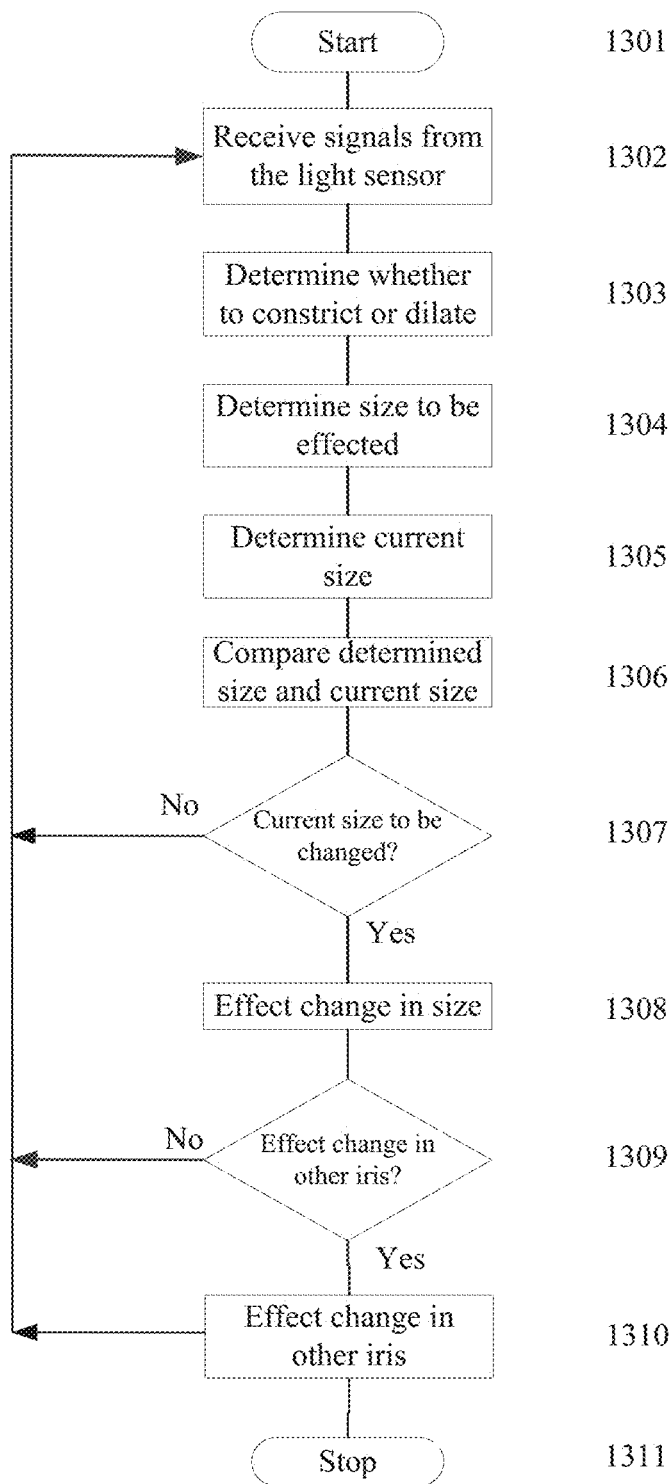 Start 1301
Receive signals from
the light sensor
1302
Determine whether
to constrict or dilate
1303
Determine size to be
effected
1304
Determine current
size
1305
Compare determined
size and current size
1306
No
Current size to be
changed?
1307
Yes
Effect change in size 1308
No
Effect change in
other iris?
1309
Yes
Effect change in
other iris
1310
Stop 1311